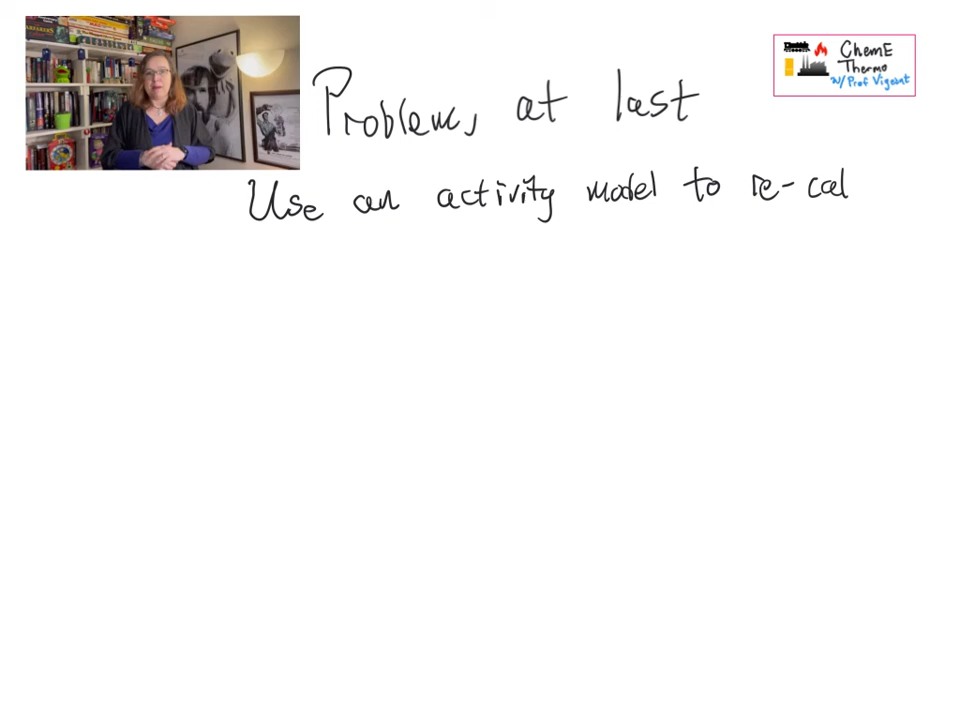 Problem, at last
ChemE
Thermo
w/ Prof Vigeant
Use an activity model to re-cal